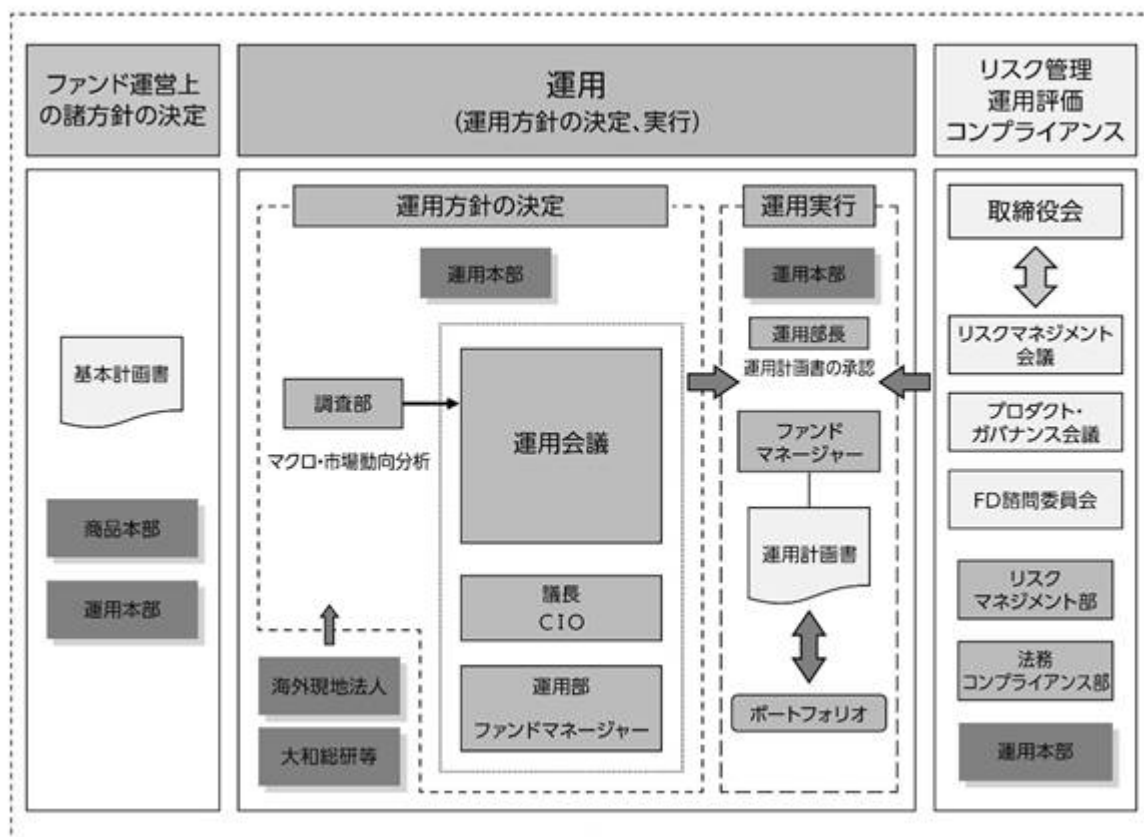 ファンド運営上
の諸方針の決定
運用
(運用方針の決定、実行)
リスク管理
運用評価
コンプライアンス
基本計画書
商品本部
運用本部
運用方針の決定
運用本部
調査部
マクロ・市場動向分析
運用会議
議長
CIO
運用部
ファンドマネージャー
海外現地法人
大和総研等
運用実行
運用本部
運用部長
運用計画書の承認
ファンド
マネージャー
運用計画書
ポートフォリオ
取締役会
リスクマネジメント
会議
プロダクト・
ガバナンス会議
FD諮問委員会
リスク
マネジメント部
法務
コンプライアンス部
運用本部